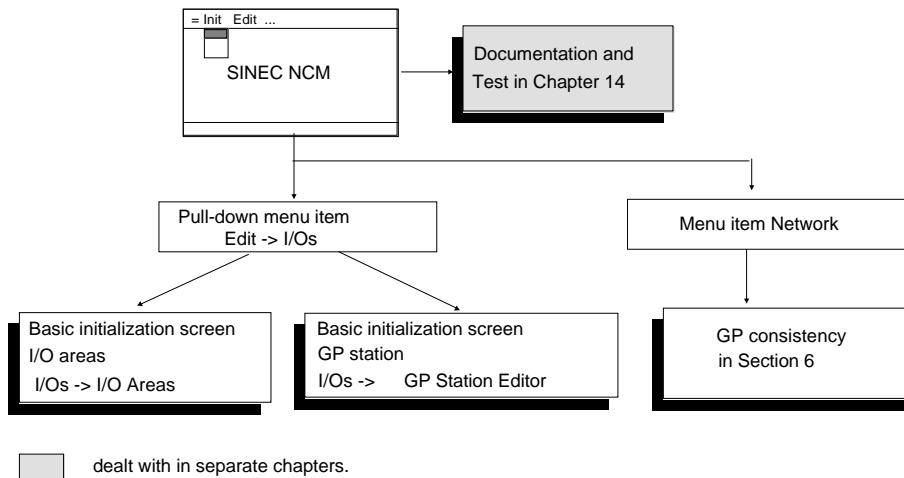 = Init Edit ...
SINEC NCM
Documentation and
Test in Chapter 14
Pull-down menu item
Edit -> I/Os
Menu item Network
Basic initialization screen
I/O areas
I/Os -> I/O Areas
Basic initialization screen
GP station
I/Os -> GP Station Editor
GP consistency
in Section 6
dealt with in separate chapters.